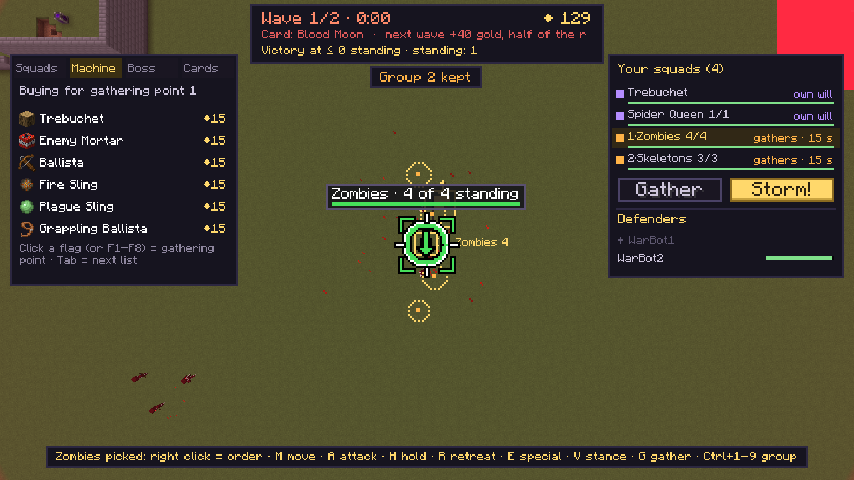 Wave 1/2 · 0:00 ◆ 129
Card: Blood Moon · next wave +40 gold, half of the r
Victory at ≤ 0 standing · standing: 1
Group 2 kept
Squads Machine Boss Cards
Buying for gathering point 1
Trebuchet ◆15
Enemy Mortar ◆15
Ballista ◆15
Fire Sling ◆15
Plague Sling ◆15
Grappling Ballista ◆15
Click a flag (or F1–F8) = gathering
point · Tab = next list
Your squads (4)
Trebuchet own will
Spider Queen 1/1 own will
1·Zombies 4/4 gathers · 15 s
2·Skeletons 3/3 gathers · 15 s
Gather Storm!
Defenders
+ WarBot1
WarBot2
Zombies · 4 of 4 standing
Zombies 4
Zombies picked: right click = order · M move · A attack · H hold · R retreat · E special · V stance · G gather · Ctrl+1–9 group